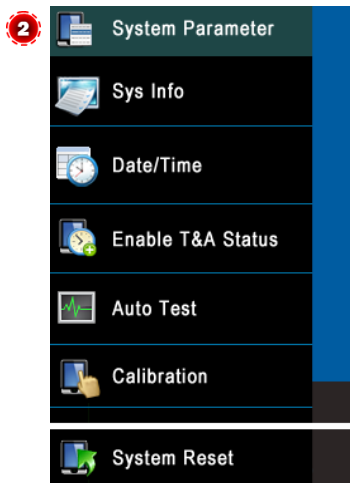 2
System Parameter
Sys Info
Date/Time
Enable T&A Status
Auto Test
Calibration
System Reset